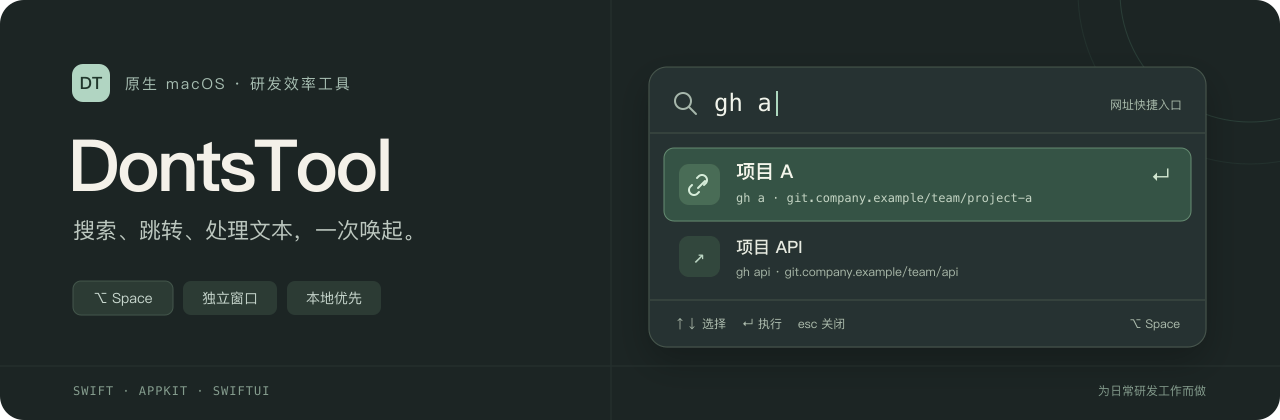 DT 原生 macOS · 研发效率工具
DontsTool
搜索、跳转、处理文本，一次唤起。
⌥ Space 独立窗口 本地优先
SWIFT · APPKIT · SWIFTUI
gh a 网址快捷入口
项目 A ↵
gh a · git.company.example/team/project-a
↗ 项目 API
gh api · git.company.example/team/api
↑↓ 选择 ↵ 执行 esc 关闭 ⌥ Space
为日常研发工作而做